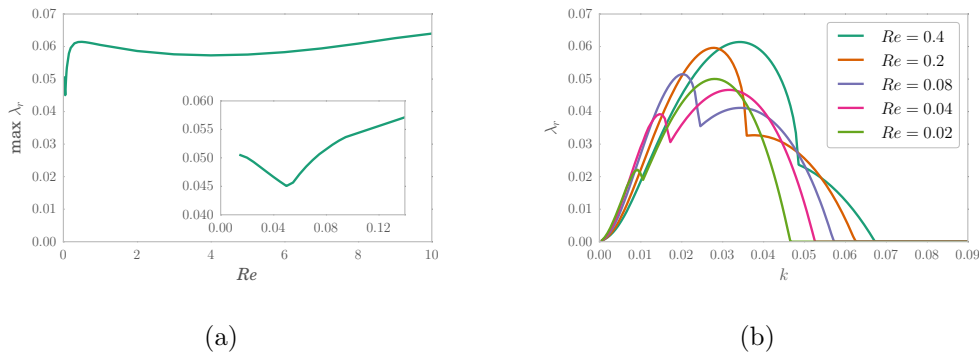 0.07
0.06
0.05
0.04
0.03
0.02
0.01
0.00
max λr
0 2 4 6 8 10
Re
0.060
0.055
0.050
0.045
0.040
0.00 0.04 0.08 0.12
(a)
0.07
0.06
0.05
0.04
0.03
0.02
0.01
0.00
λr
0.00 0.01 0.02 0.03 0.04 0.05 0.06 0.07 0.08 0.09
k
Re = 0.4
Re = 0.2
Re = 0.08
Re = 0.04
Re = 0.02
(b)